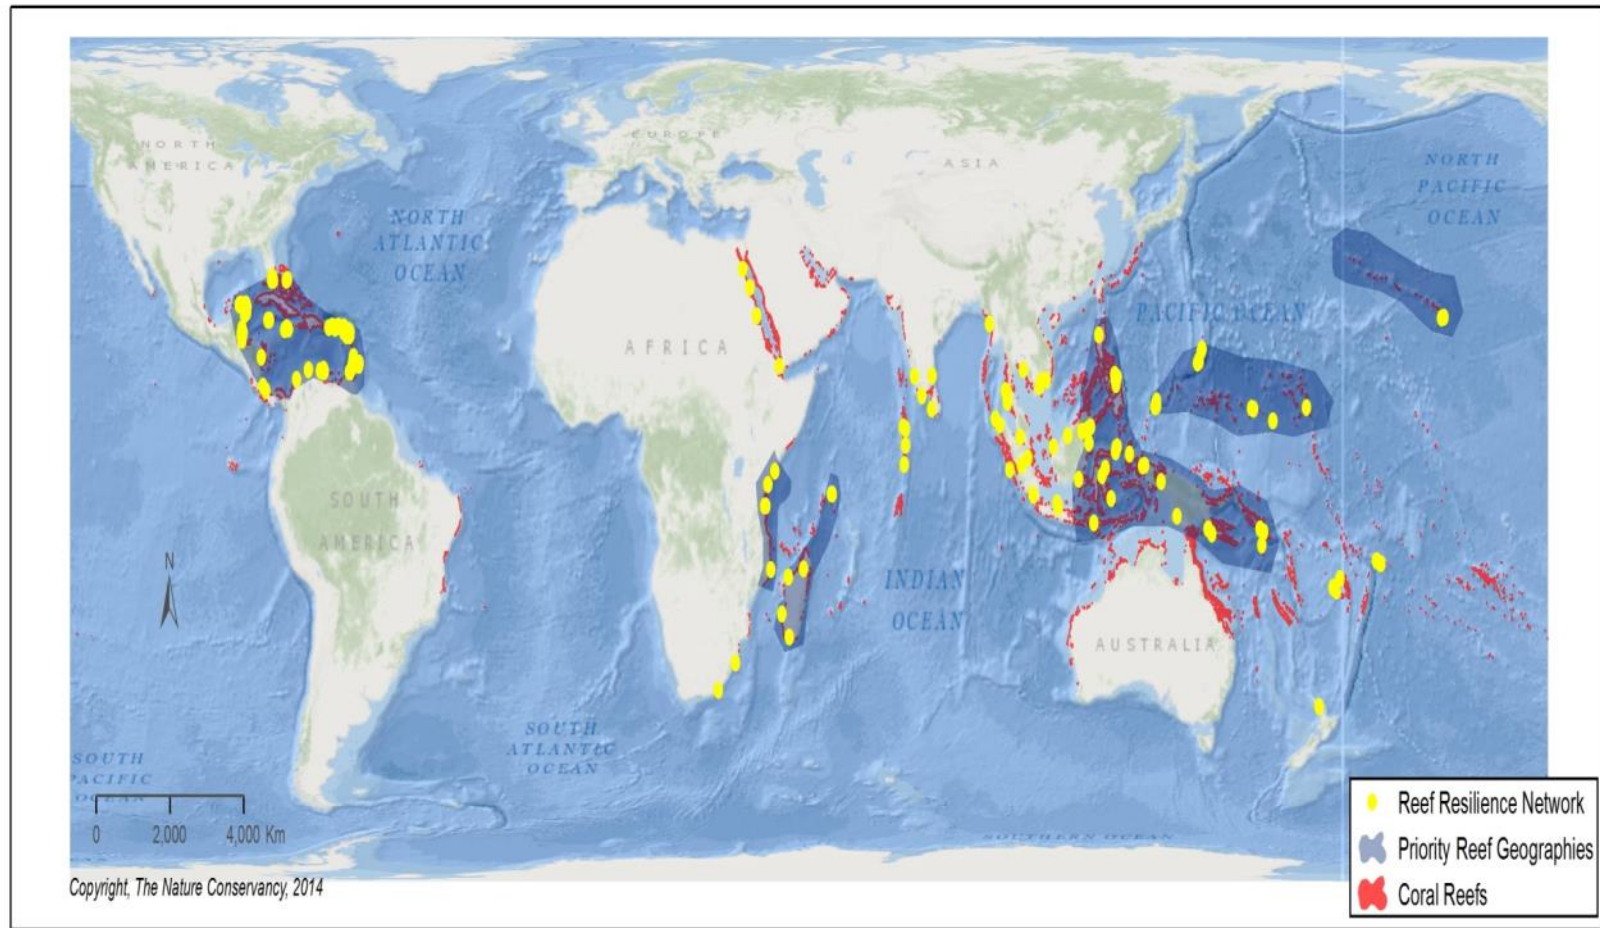 NORTH
AMERICA
EUROPE
ASIA
NORTH
PACIFIC
OCEAN
NORTH
ATLANTIC
OCEAN
PACIFIC OCEAN
AFRICA
SOUTH
AMERICA
INDIAN
OCEAN
AUSTRALIA
N
SOUTH
ATLANTIC
OCEAN
SOUTH
PACIFIC
OCEAN
0 2,000 4,000 Km
SOUTHERN OCEAN
Copyright, The Nature Conservancy, 2014
Reef Resilience Network
Priority Reef Geographies
Coral Reefs